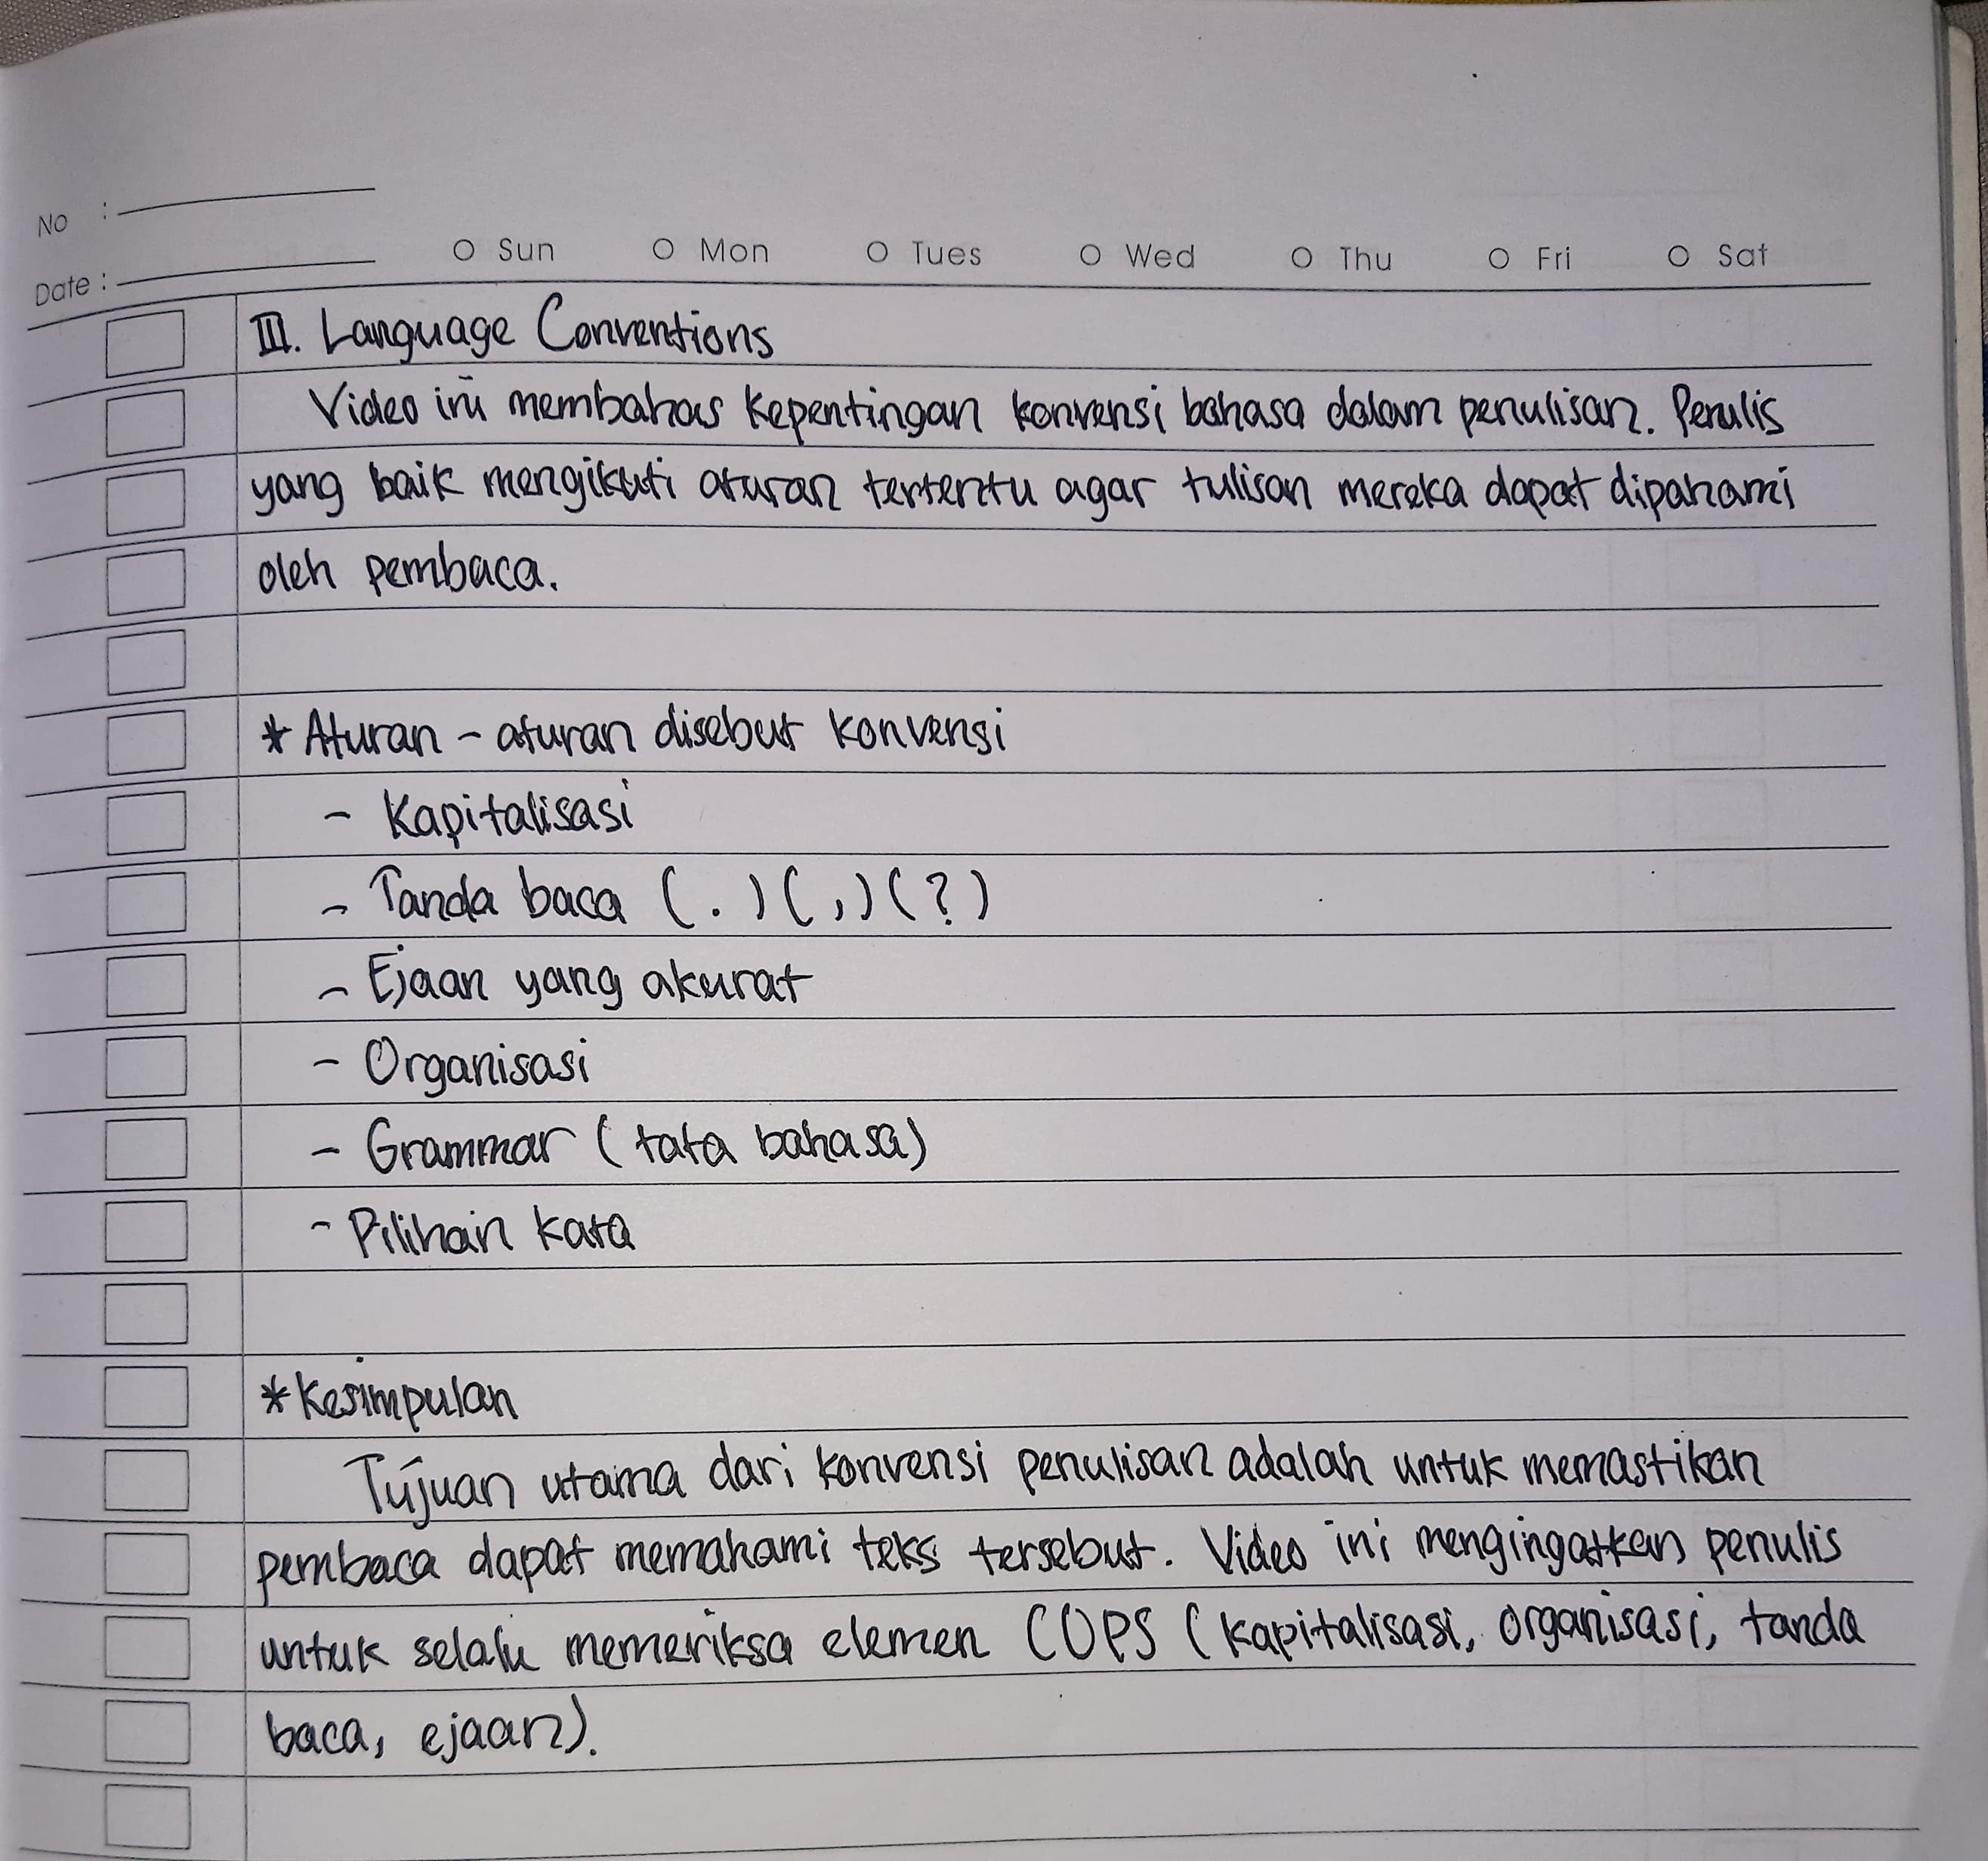 No :
Date :
Sun Mon Tues Wed Thu Fri Sat
III. Language Conventions
Video ini membahas kepentingan konvensi bahasa dalam penulisan. Penulis
yang baik mengikuti aturan tertentu agar tulisan mereka dapat dipahami
oleh pembaca.
* Aturan - aturan disebut konvensi
- Kapitalisasi
- Tanda baca (.) (,) (?)
- Ejaan yang akurat
- Organisasi
- Grammar (tata bahasa)
- Pilihan kata
* Kesimpulan
Tujuan utama dari konvensi penulisan adalah untuk memastikan
pembaca dapat memahami teks tersebut. Video ini mengingatkan penulis
untuk selalu memeriksa elemen COPS (kapitalisasi, organisasi, tanda
baca, ejaan).